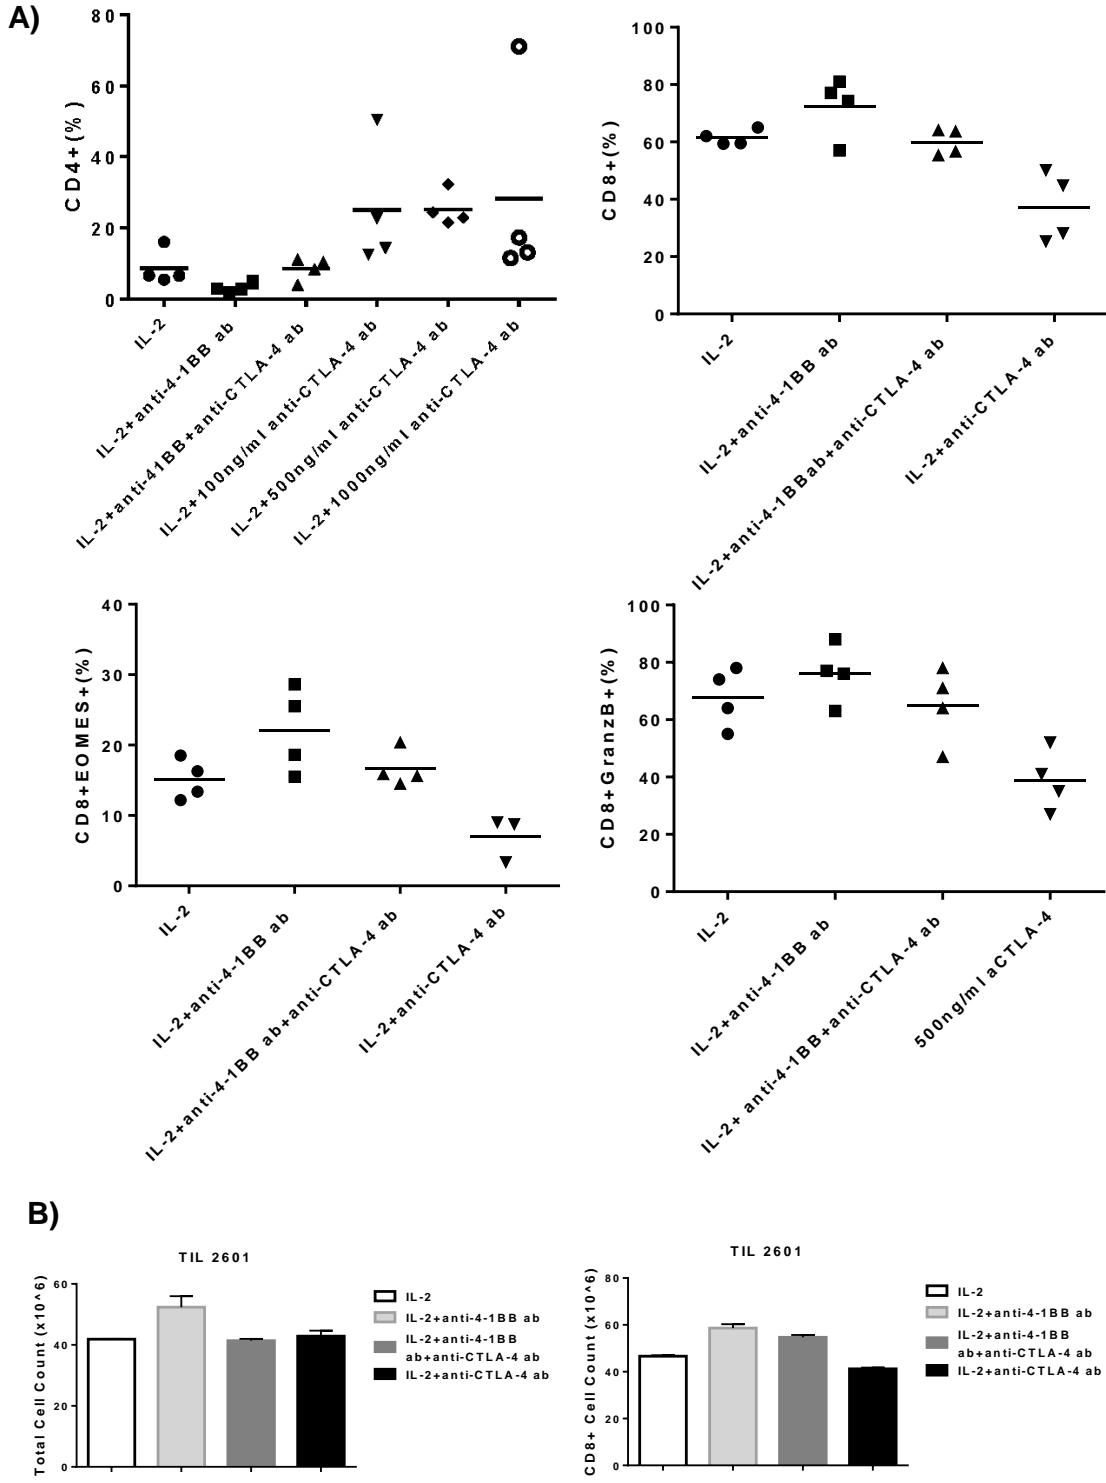 A)
CD4+(%)
80
60
40
20
0
IL-2
IL-2+anti-4-1BB ab
IL-2+anti-41BB+anti-CTLA-4 ab
IL-2+100ng/ml anti-CTLA-4 ab
IL-2+500ng/ml anti-CTLA-4 ab
IL-2+1000ng/ml anti-CTLA-4 ab
CD8+(%)
100
80
60
40
20
0
IL-2
IL-2+anti-4-1BB ab
IL-2+anti-4-1BBab+anti-CTLA-4 ab
IL-2+anti-CTLA-4 ab
CD8+EOMES+(%)
40
30
20
10
0
IL-2
IL-2+anti-4-1BB ab
IL-2+anti-4-1BB ab+anti-CTLA-4 ab
IL-2+anti-CTLA-4 ab
CD8+GranzB+(%)
100
80
60
40
20
0
IL-2
IL-2+anti-4-1BB ab
IL-2+ anti-4-1BB+anti-CTLA-4 ab
500ng/ml aCTLA-4
B)
TIL 2601
Total Cell Count (x10^6)
60
40
20
0
IL-2
IL-2+anti-4-1BB ab
IL-2+anti-4-1BB
ab+anti-CTLA-4 ab
IL-2+anti-CTLA-4 ab
TIL 2601
CD8+ Cell Count (x10^6)
80
60
40
20
0
IL-2
IL-2+anti-4-1BB ab
IL-2+anti-4-1BB
ab+anti-CTLA-4 ab
IL-2+anti-CTLA-4 ab